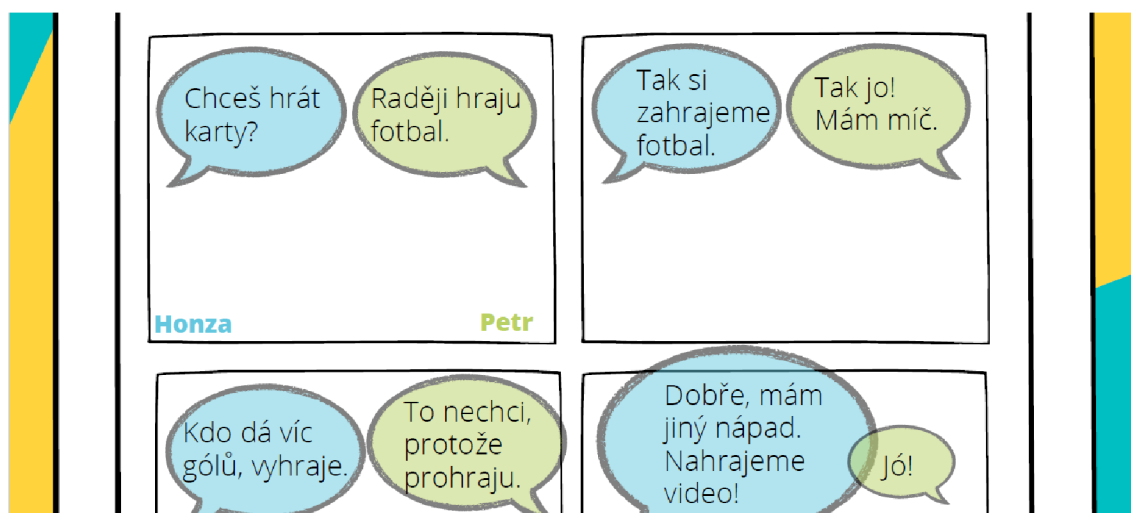 Chceš hrát
karty?
Raději hraju
fotbal.
Honza
Petr
Tak si
zahrajeme
fotbal.
Tak jo!
Mám míč.
Kdo dá víc
gólů, vyhraje.
To nechci,
protože
prohraju.
Dobře, mám
jiný nápad.
Nahrajeme
video!
Jó!